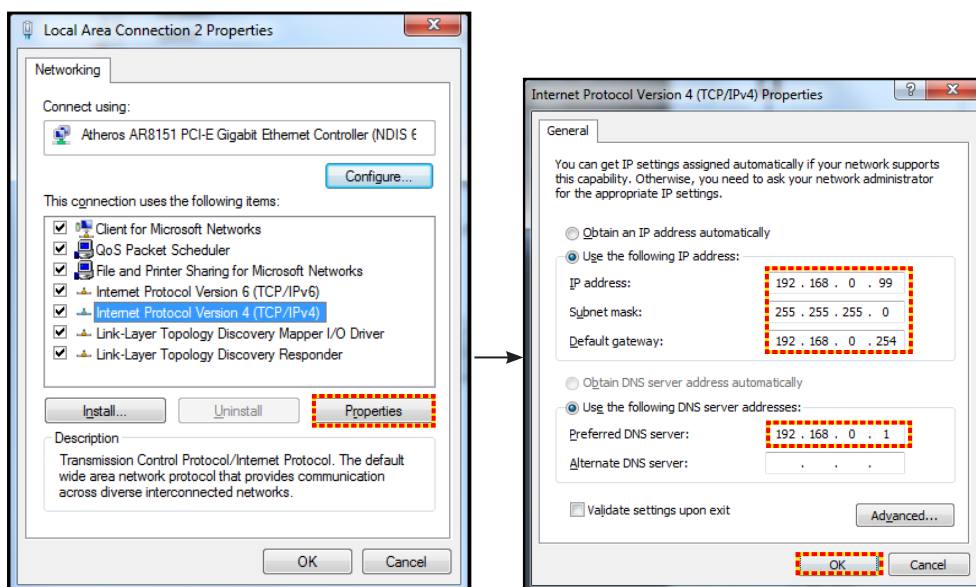 Local Area Connection 2 Properties
Networking
Connect using:
Atheros AR8151 PCI-E Gigabit Ethernet Controller (NDIS 6
Configure...
This connection uses the following items:
Client for Microsoft Networks
QoS Packet Scheduler
File and Printer Sharing for Microsoft Networks
Internet Protocol Version 6 (TCP/IPv6)
Internet Protocol Version 4 (TCP/IPv4)
Link-Layer Topology Discovery Mapper I/O Driver
Link-Layer Topology Discovery Responder
Install...
Uninstall
Properties
Description
Transmission Control Protocol/Internet Protocol. The default
wide area network protocol that provides communication
across diverse interconnected networks.
OK
Cancel
Internet Protocol Version 4 (TCP/IPv4) Properties
General
You can get IP settings assigned automatically if your network supports
this capability. Otherwise, you need to ask your network administrator
for the appropriate IP settings.
Obtain an IP address automatically
Use the following IP address:
IP address: 192 . 168 . 0 . 99
Subnet mask: 255 . 255 . 255 . 0
Default gateway: 192 . 168 . 0 . 254
Obtain DNS server address automatically
Use the following DNS server addresses:
Preferred DNS server: 192 . 168 . 0 . 1
Alternate DNS server: . . .
Validate settings upon exit
Advanced...
OK
Cancel